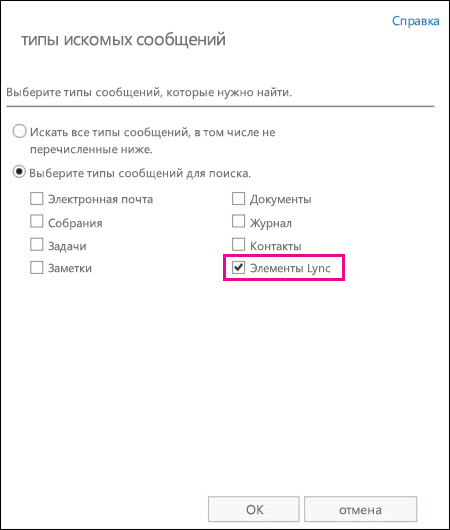 Справка
типы искомых сообщений
Выберите типы сообщений, которые нужно найти.
Искать все типы сообщений, в том числе не
перечисленные ниже.
Выберите типы сообщений для поиска.
Электронная почта
Документы
Собрания
Журнал
Задачи
Контакты
Заметки
Элементы Lync
ОК
отмена